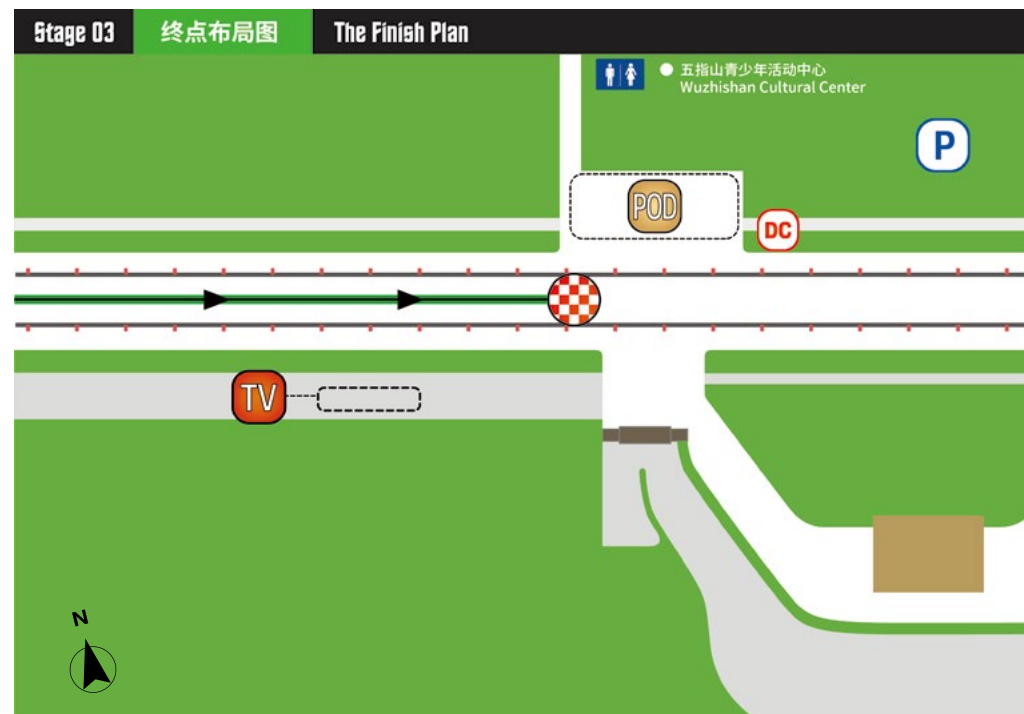 Stage 03
终点布局图
The Finish Plan
五指山青少年活动中心
Wuzhishan Cultural Center
P
POD
DC
TV
N